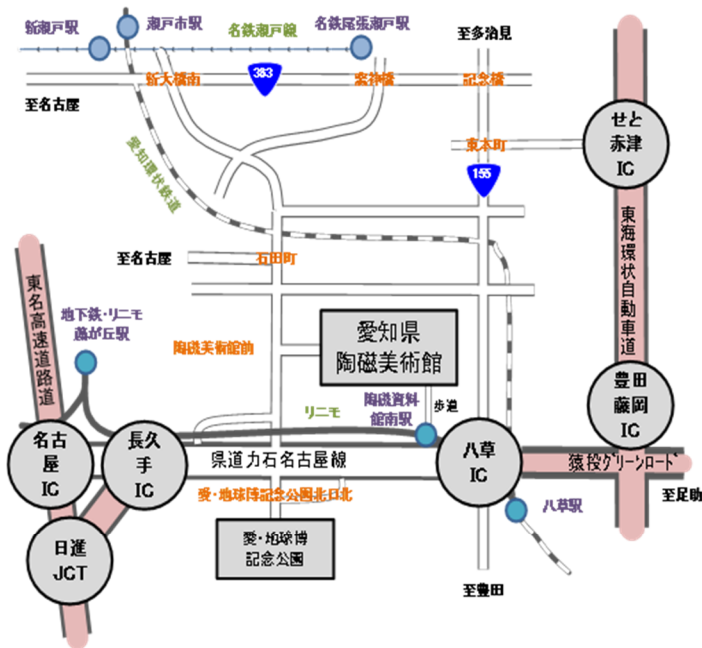 新瀬戸駅
瀬戸市駅
名鉄瀬戸線
名鉄尾張瀬戸駅
至多治見
新大橋南
383
記念橋
至名古屋
せと
赤津
IC
東本町
愛知環状鉄道
155
東海環状自動車道
至名古屋
石田町
東名高速道路道
地下鉄・リニモ
藤が丘駅
陶磁美術館前
愛知県
陶磁美術館
豊田
藤岡
IC
リニモ
陶磁資料
館南駅
歩道
名古
屋
IC
長久
手
IC
県道力石名古屋線
八草
IC
猿投グリーンロード
至足助
愛・地球博記念公園北口北
八草駅
愛・地球博
記念公園
日進
JCT
至豊田